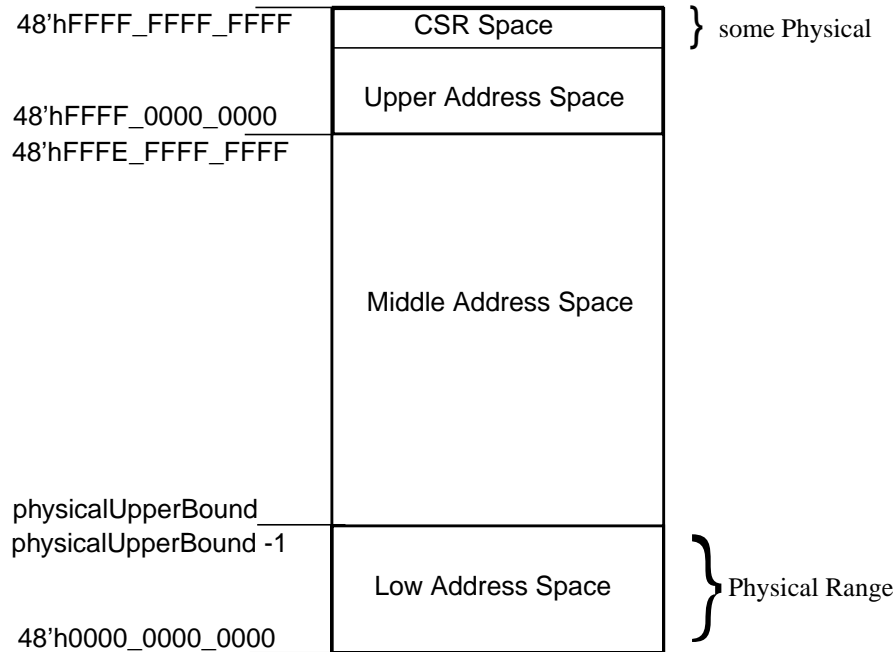 48'hFFFF_FFFF_FFFF
CSR Space
} some Physical
Upper Address Space
48'hFFFF_0000_0000
48'hFFFE_FFFF_FFFF
Middle Address Space
physicalUpperBound
physicalUpperBound -1
Low Address Space
} Physical Range
48'h0000_0000_0000